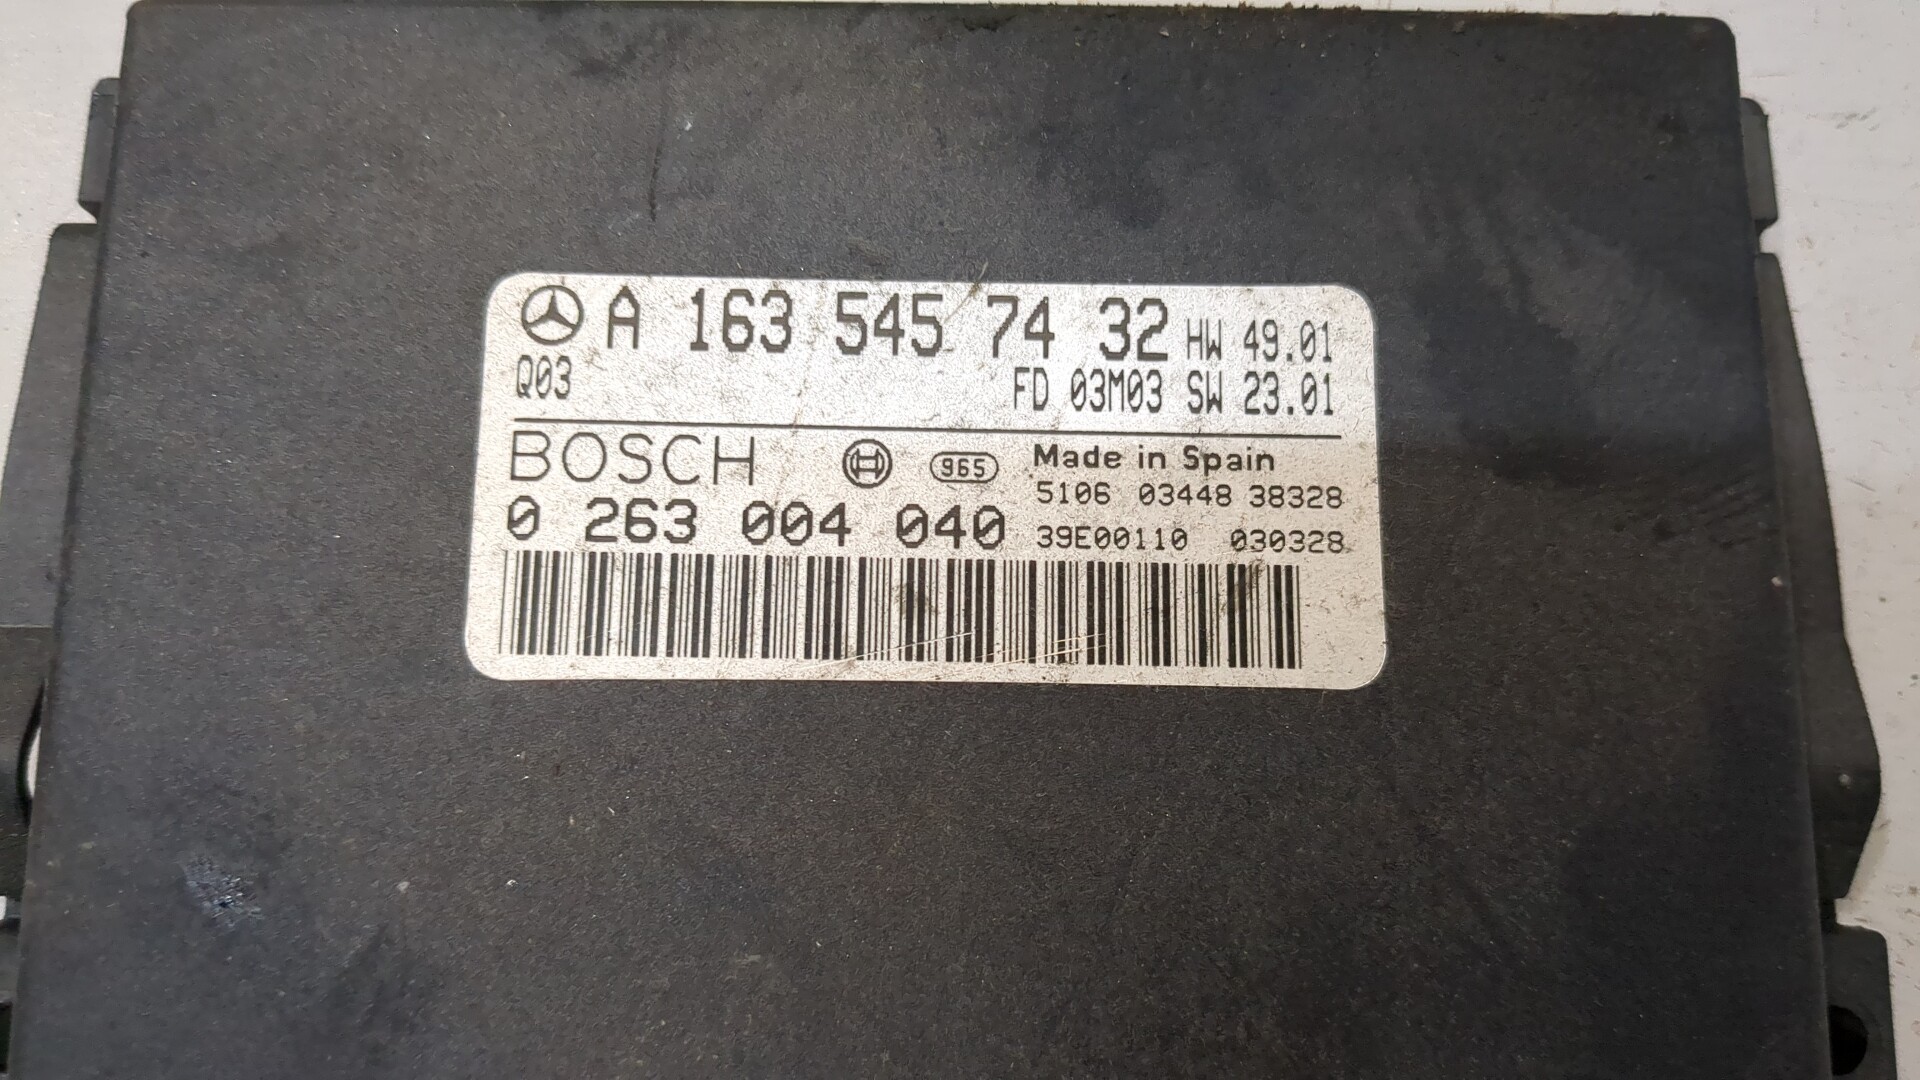 A 163 545 74 32 HW 49.01
Q03 FD 03M03 SW 23.01
BOSCH 965 Made in Spain
5106 03448 38328
0 263 004 040 39E00110 030328